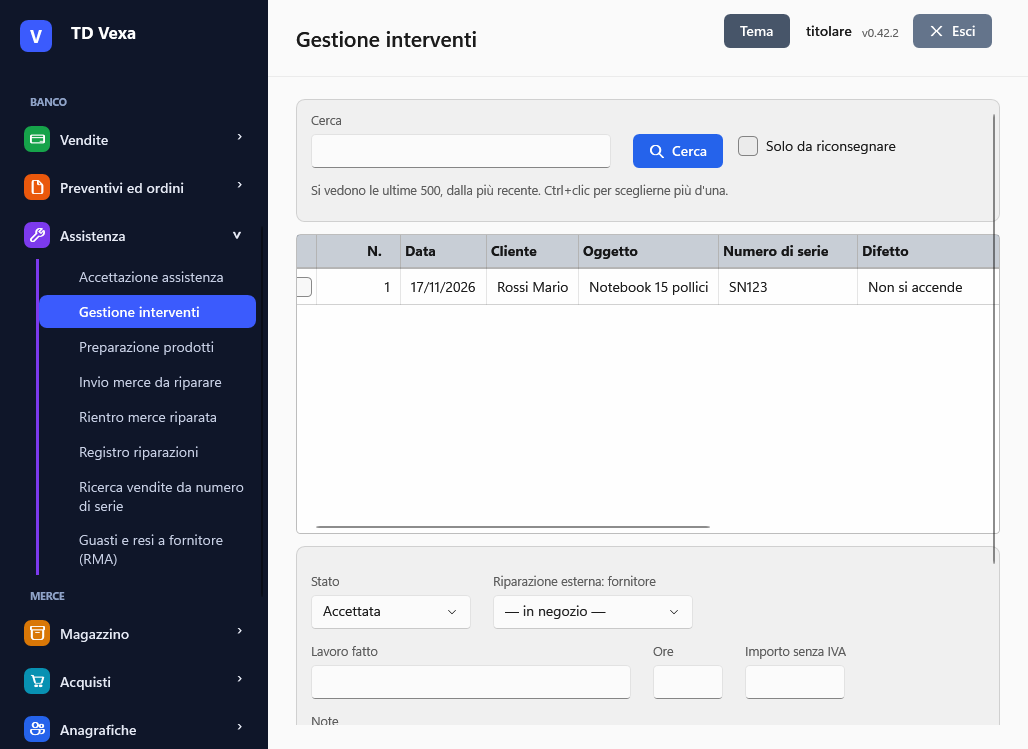 V
TD Vexa
BANCO
Vendite
Preventivi ed ordini
Assistenza
Accettazione assistenza
Gestione interventi
Preparazione prodotti
Invio merce da riparare
Rientro merce riparata
Registro riparazioni
Ricerca vendite da numero
di serie
Guasti e resi a fornitore
(RMA)
MERCE
Magazzino
Acquisti
Anagrafiche
Gestione interventi
Tema
titolare v0.42.2
Esci
Cerca
Cerca
Solo da riconsegnare
Si vedono le ultime 500, dalla più recente. Ctrl+clic per sceglierne più d'una.
N. Data Cliente Oggetto Numero di serie Difetto
1 17/11/2026 Rossi Mario Notebook 15 pollici SN123 Non si accende
Stato Riparazione esterna: fornitore
Accettata — in negozio —
Lavoro fatto Ore Importo senza IVA
Note